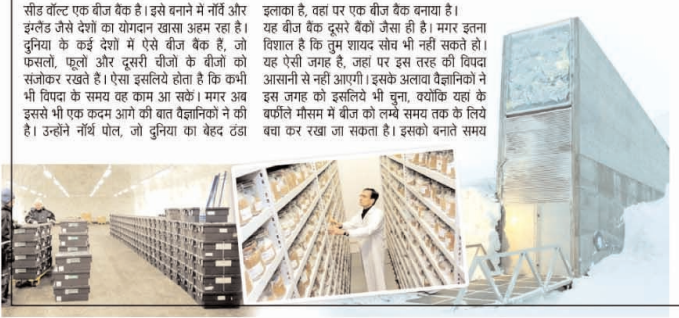 सीड वॉल्ट एक बीज बैंक है। इसे बनाने में नॉर्वे और
इंग्लैंड जैसे देशों का योगदान खासा अहम रहा है।
दुनिया के कई देशों में ऐसे बीज बैंक हैं, जो
फसलों, फूलों और दूसरी चीजों के बीजों को
संजोकर रखते हैं। ऐसा इसलिये होता है कि कभी
भी विपदा के समय वह काम आ सकें। मगर अब
इससे भी एक कदम आगे की बात वैज्ञानिकों ने की
है। उन्होंने नॉर्थ पोल, जो दुनिया का बेहद ठंडा
इलाका है, वहां पर एक बीज बैंक बनाया है।
यह बीज बैंक दूसरे बैंकों जैसा ही है। मगर इतना
विशाल है कि तुम शायद सोच भी नहीं सकते हो।
यह ऐसी जगह है, जहां पर इस तरह की विपदा
आसानी से नहीं आएगी। इसके अलावा वैज्ञानिकों ने
इस जगह को इसलिये भी चुना, क्योंकि यहां के
बर्फीले मौसम में बीज को लम्बे समय तक के लिये
बचा कर रखा जा सकता है। इसको बनाते समय